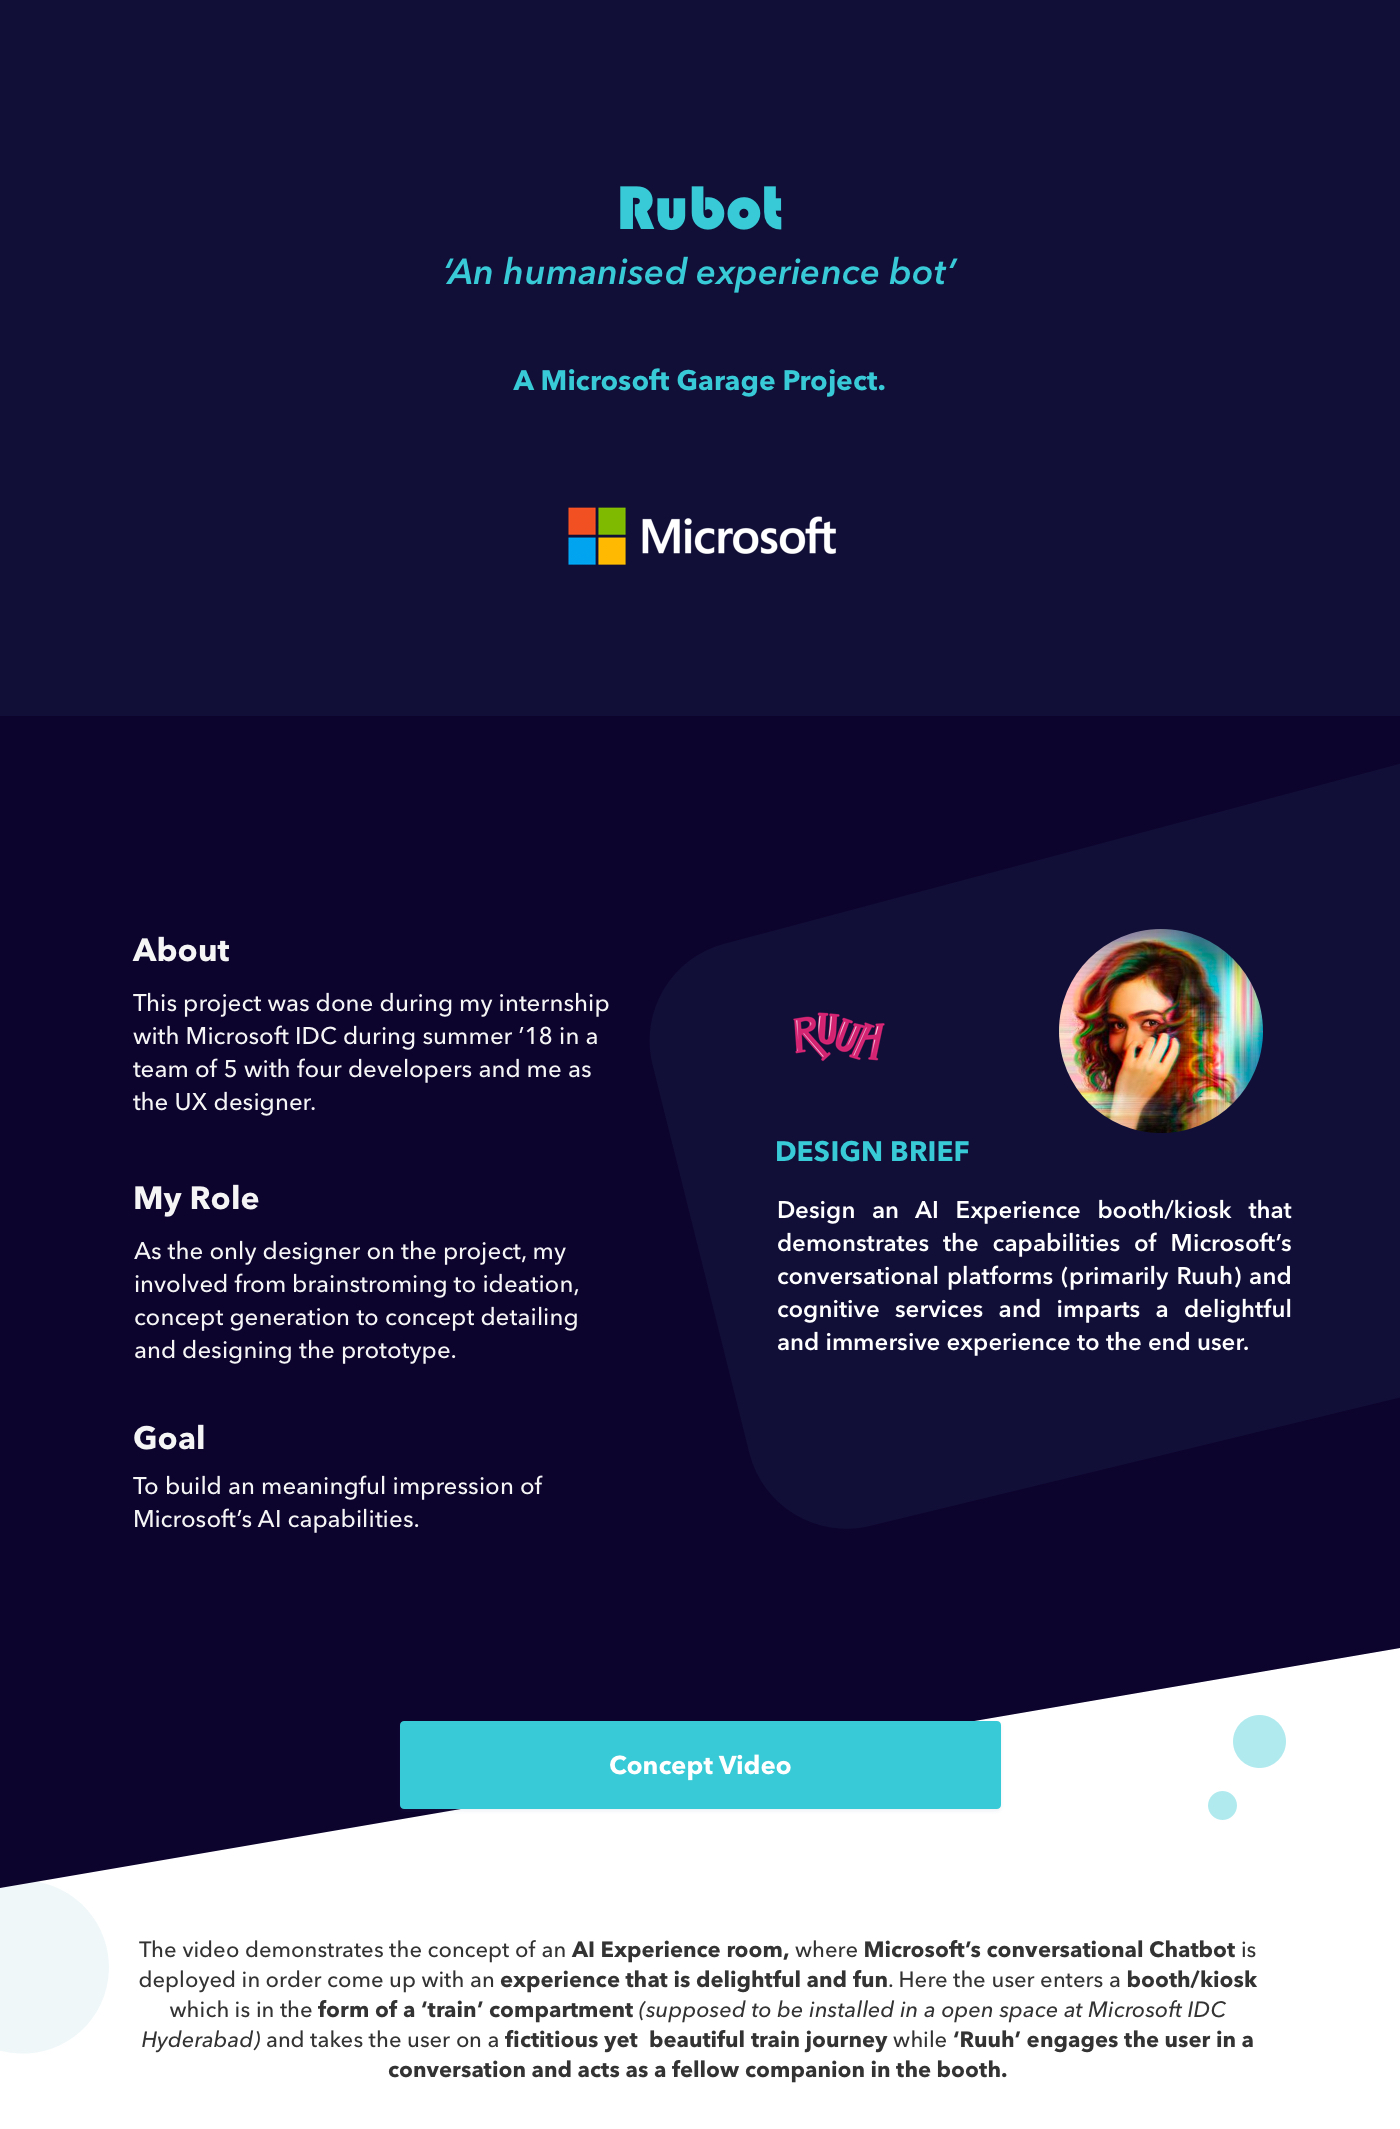 Rubot
‘An humanised experience bot’
A Microsoft Garage Project.
Microsoft
About
This project was done during my internship
with Microsoft IDC during summer ’18 in a
team of 5 with four developers and me as
the UX designer.
My Role
As the only designer on the project, my
involved from brainstroming to ideation,
concept generation to concept detailing
and designing the prototype.
Goal
To build an meaningful impression of
Microsoft’s AI capabilities.
RUUH
DESIGN BRIEF
Design an AI Experience booth/kiosk that
demonstrates the capabilities of Microsoft’s
conversational platforms (primarily Ruuh) and
cognitive services and imparts a delightful
and immersive experience to the end user.
Concept Video
The video demonstrates the concept of an AI Experience room, where Microsoft’s conversational Chatbot is
deployed in order come up with an experience that is delightful and fun. Here the user enters a booth/kiosk
which is in the form of a ‘train’ compartment (supposed to be installed in a open space at Microsoft IDC
Hyderabad) and takes the user on a fictitious yet beautiful train journey while ‘Ruuh’ engages the user in a
conversation and acts as a fellow companion in the booth.